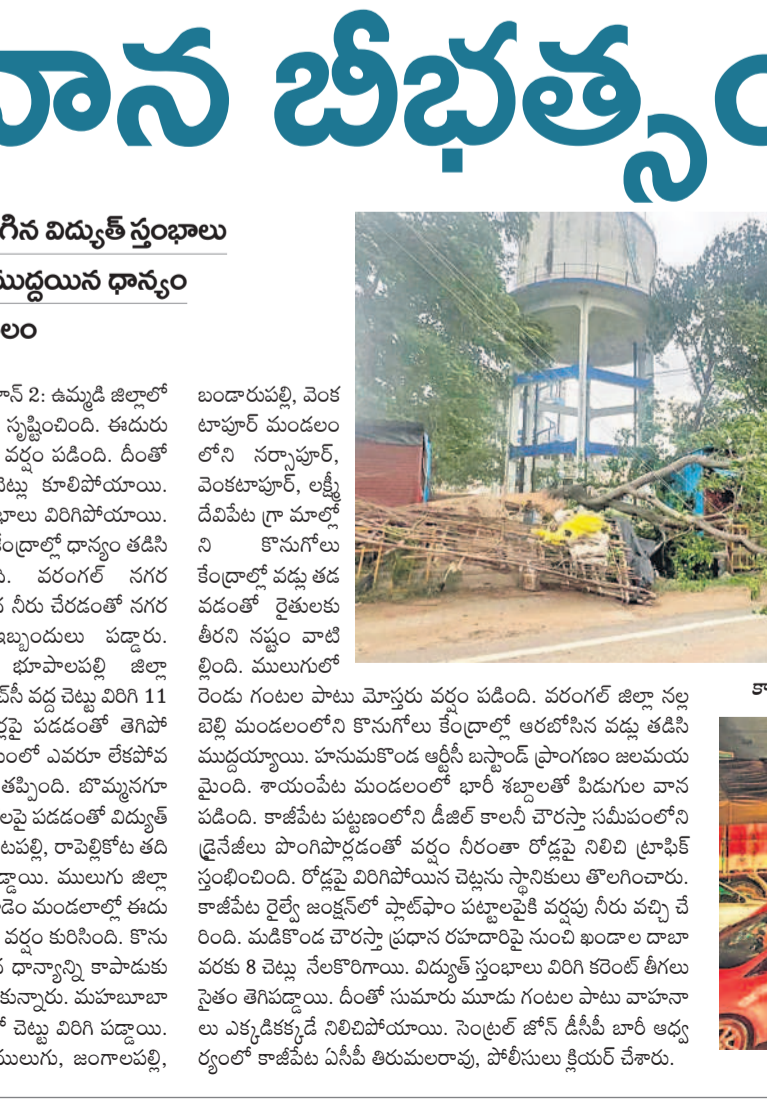 వాన బీభత్సం
గిన విద్యుత్ స్తంభాలు
ముద్దయిన ధాన్యం
లం
ఉమ్మడి జిల్లాలో
సృష్టించింది. ఈదురు
వర్షం పడింది. దీంతో
చెట్లు కూలిపోయాయి.
భాలు విరిగిపోయాయి.
కేంద్రాల్లో ధాన్యం తడిసి
వరంగల్ నగర
నీరు చేరడంతో నగర
ఇబ్బందులు పడ్డారు.
భూపాలపల్లి జిల్లా
వద్ద చెట్టు విరిగి 11
పడడంతో తెగిపో
లో ఎవరూ లేకపోవ
తప్పింది. బొమ్మనగూ
లపై పడడంతో విద్యుత్
టపల్లి, రాపెల్లికోట తది
డ్డాయి. ములుగు జిల్లా
మండలాల్లో ఈదు
వర్షం కురిసింది. కొను
ధాన్యాన్ని కాపాడుకు
కున్నారు. మహబూబా
చెట్టు విరిగి పడ్డాయి.
ములుగు, జంగాలపల్లి,
బండారుపల్లి, వెంక
టాపూర్ మండలం
లోని నర్సాపూర్,
వెంకటాపూర్, లక్ష్మీ
దేవిపేట గ్రా మాల్లో
ని కొనుగోలు
కేంద్రాల్లో వడ్లు తడ
వడంతో రైతులకు
తీరని నష్టం వాటి
ల్లింది. ములుగులో
రెండు గంటల పాటు మోస్తరు వర్షం పడింది. వరంగల్ జిల్లా నల్ల
బెల్లి మండలంలోని కొనుగోలు కేంద్రాల్లో ఆరబోసిన వడ్లు తడిసి
ముద్దయ్యాయి. హనుమకొండ ఆర్టీసీ బస్టాండ్ ప్రాంగణం జలమయ
మైంది. శాయంపేట మండలంలో భారీ శబ్దాలతో పిడుగుల వాన
పడింది. కాజీపేట పట్టణంలోని డీజిల్ కాలనీ చౌరస్తా సమీపంలోని
డ్రైనేజీలు పొంగిపొర్లడంతో వర్షం నీరంతా రోడ్లపై నిలిచి ట్రాఫిక్
స్తంభించింది. రోడ్లపై విరిగిపోయిన చెట్లను స్థానికులు తొలగించారు.
కాజీపేట రైల్వే జంక్షన్‌లో ప్లాట్‌ఫాం పట్టాలపైకి వర్షపు నీరు వచ్చి చే
రింది. మడికొండ చౌరస్తా ప్రధాన రహదారిపై నుంచి ఖండాల దాబా
వరకు 8 చెట్లు నేలకొరిగాయి. విద్యుత్ స్తంభాలు విరిగి కరెంట్ తీగలు
సైతం తెగిపడ్డాయి. దీంతో సుమారు మూడు గంటల పాటు వాహనా
లు ఎక్కడికక్కడే నిలిచిపోయాయి. సెంట్రల్ జోన్ డీసీపీ బారీ ఆధ్వ
ర్యంలో కాజీపేట ఏసీపీ తిరుమలరావు, పోలీసులు క్లియర్ చేశారు.
కా